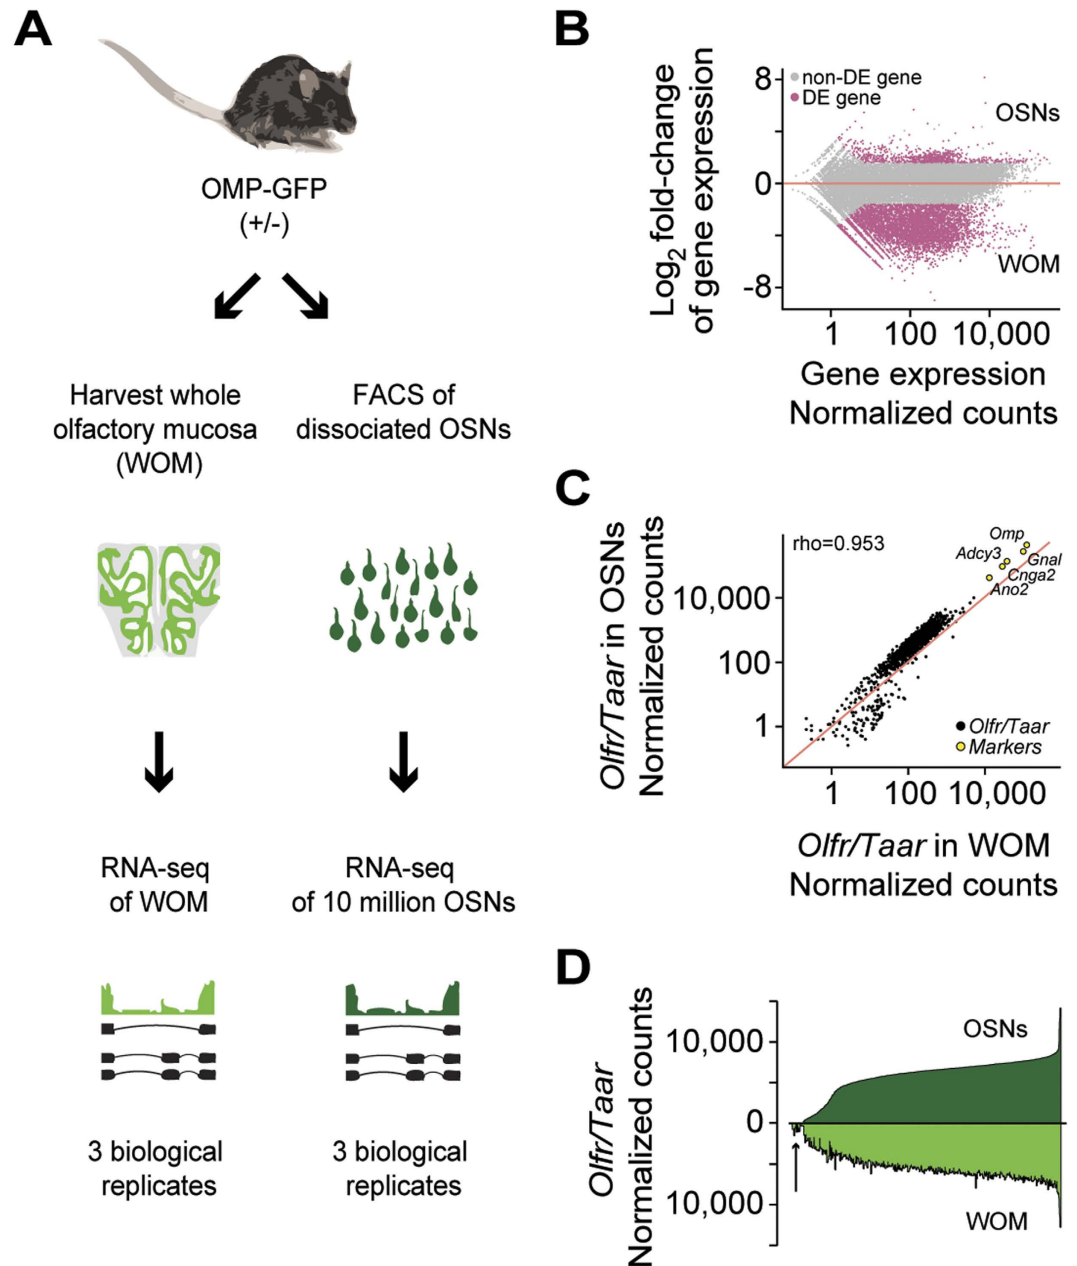 A
OMP-GFP
(+/-)
Harvest whole
olfactory mucosa
(WOM)
FACS of
dissociated OSNs
RNA-seq
of WOM
RNA-seq
of 10 million OSNs
3 biological
replicates
3 biological
replicates
B
Log2 fold-change
of gene expression
8
0
-8
non-DE gene
DE gene
OSNs
WOM
1
100
10,000
Gene expression
Normalized counts
C
Olfr/Taar in OSNs
Normalized counts
rho=0.953
10,000
100
1
Omp
Adcy3
Gnal
Cnga2
Ano2
Olfr/Taar
Markers
1
100
10,000
Olfr/Taar in WOM
Normalized counts
D
Olfr/Taar
Normalized counts
10,000
0
10,000
OSNs
WOM